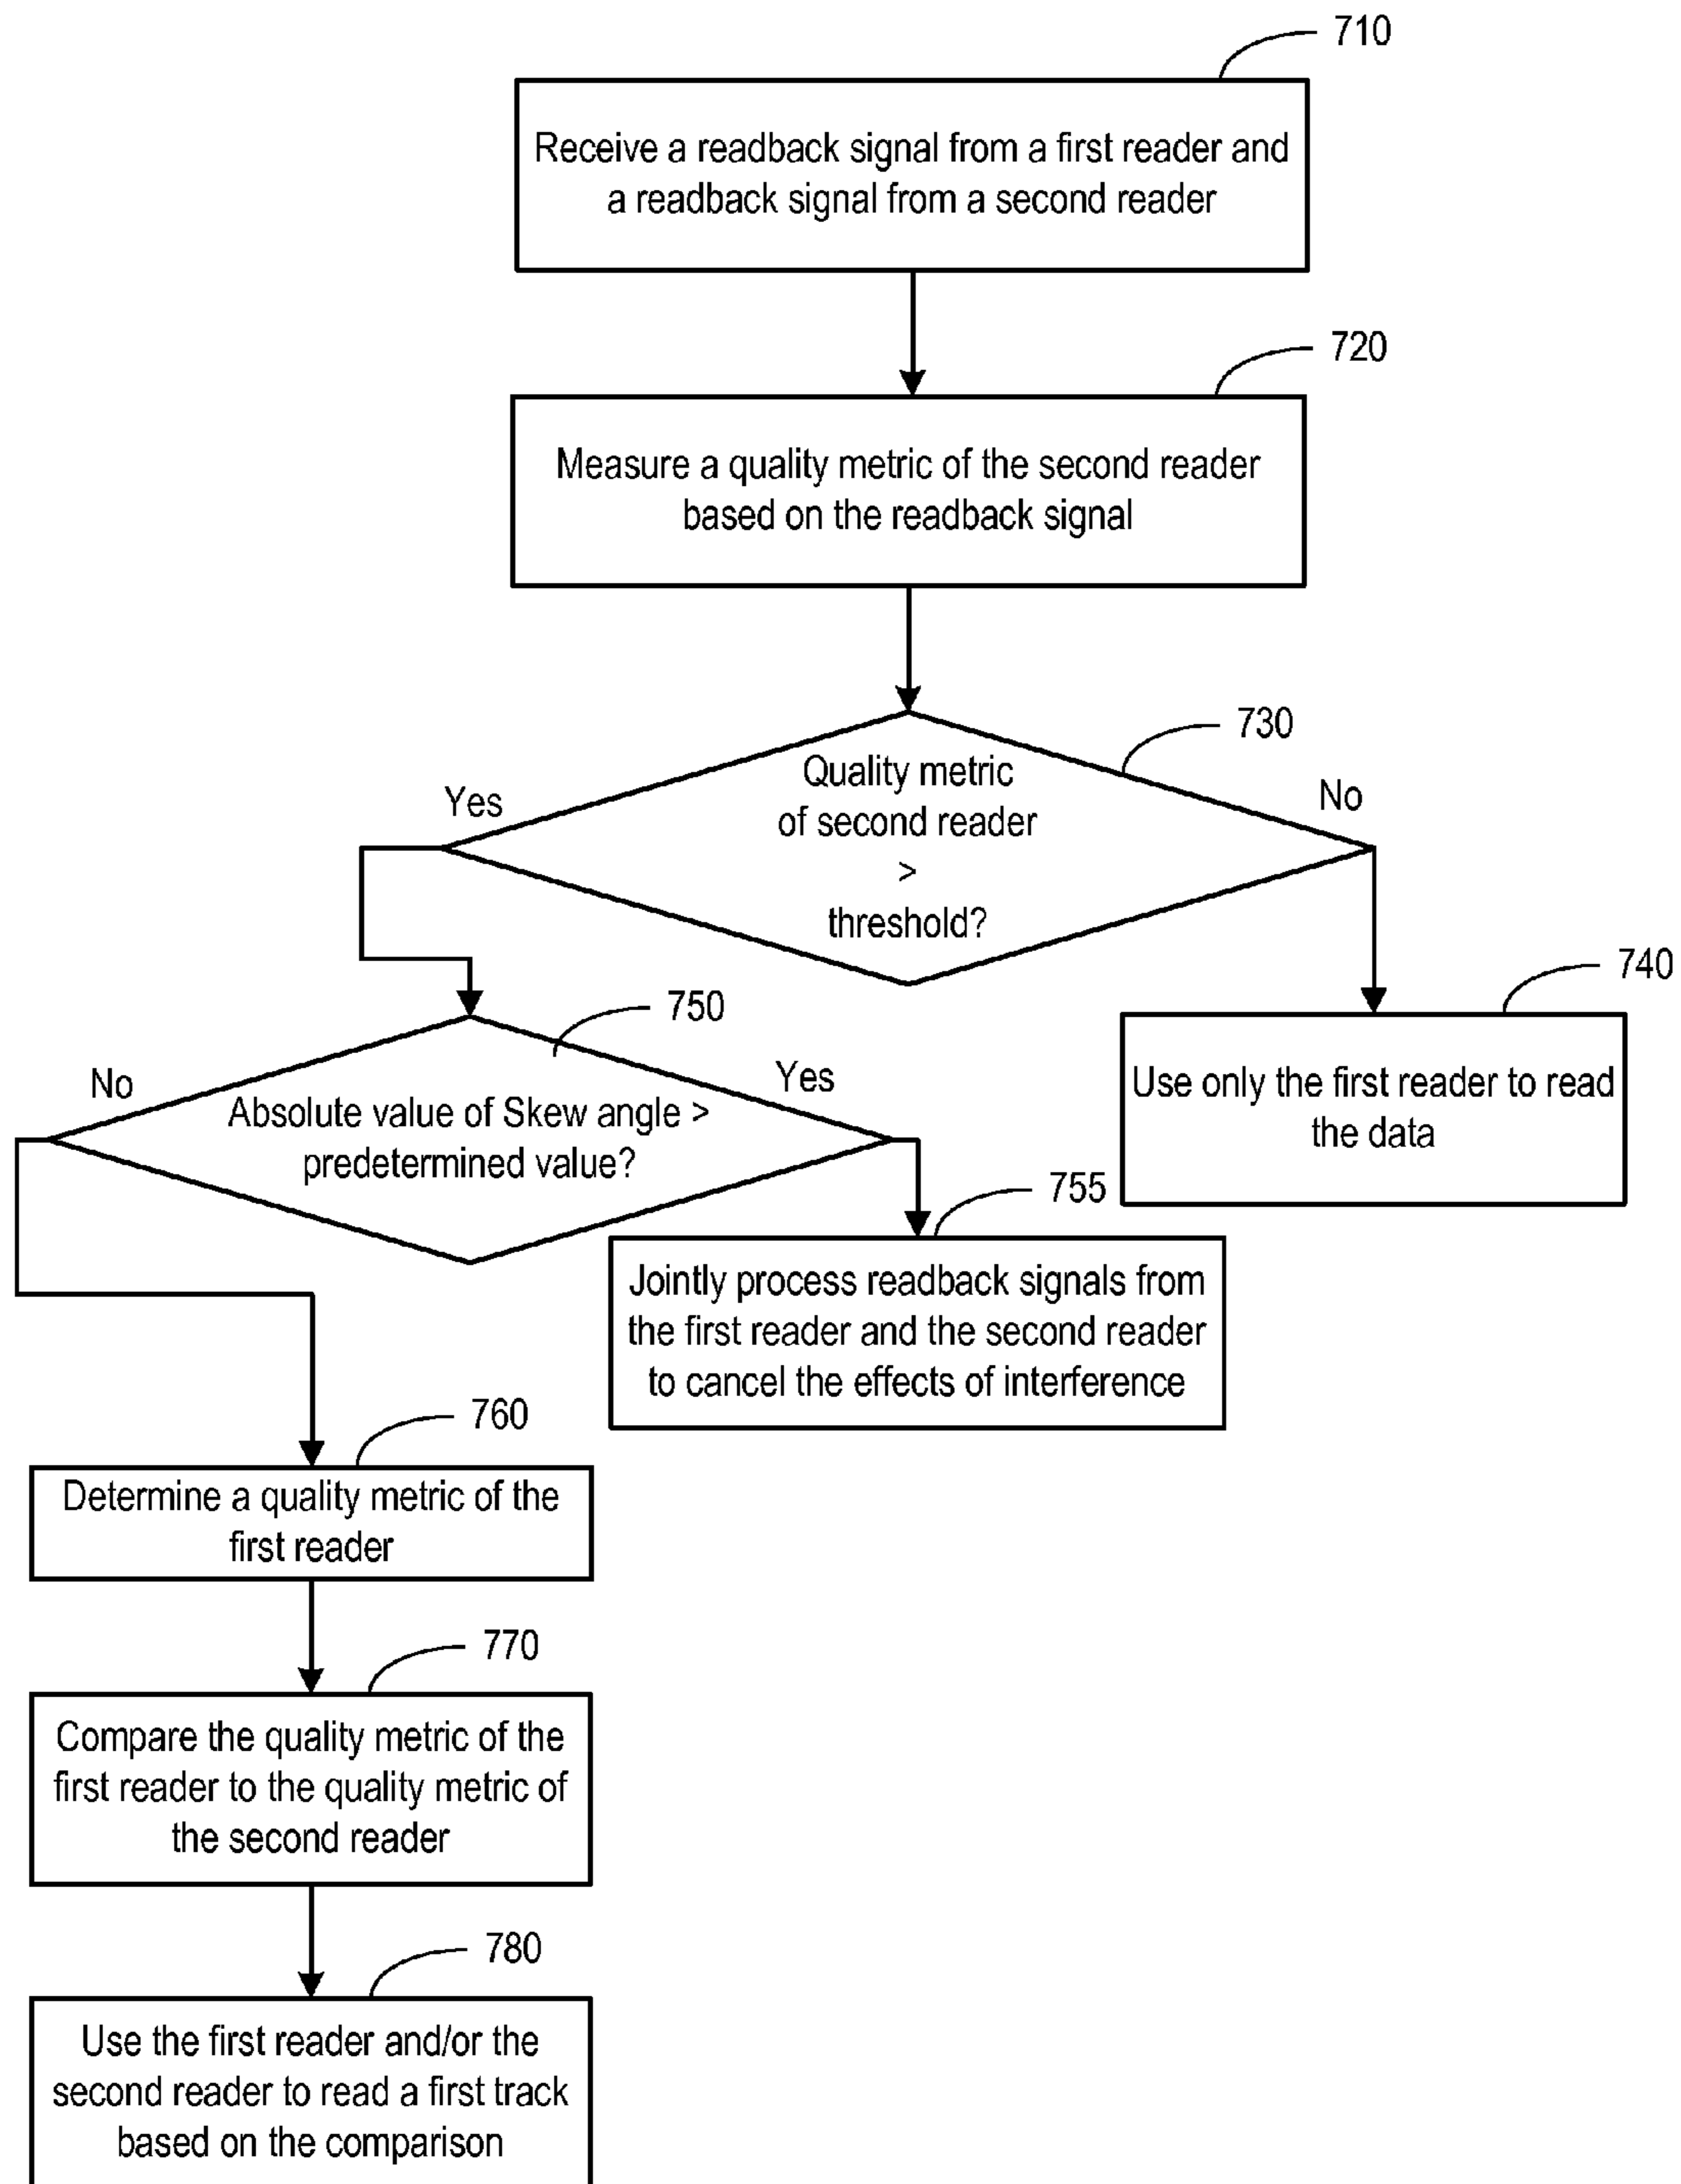 710
Receive a readback signal from a first reader and
a readback signal from a second reader
720
Measure a quality metric of the second reader
based on the readback signal
730
Quality metric
of second reader
>
threshold?
Yes
No
740
Use only the first reader to read
the data
750
No
Yes
Absolute value of Skew angle >
predetermined value?
755
Jointly process readback signals from
the first reader and the second reader
to cancel the effects of interference
760
Determine a quality metric of the
first reader
770
Compare the quality metric of the
first reader to the quality metric of
the second reader
780
Use the first reader and/or the
second reader to read a first track
based on the comparison